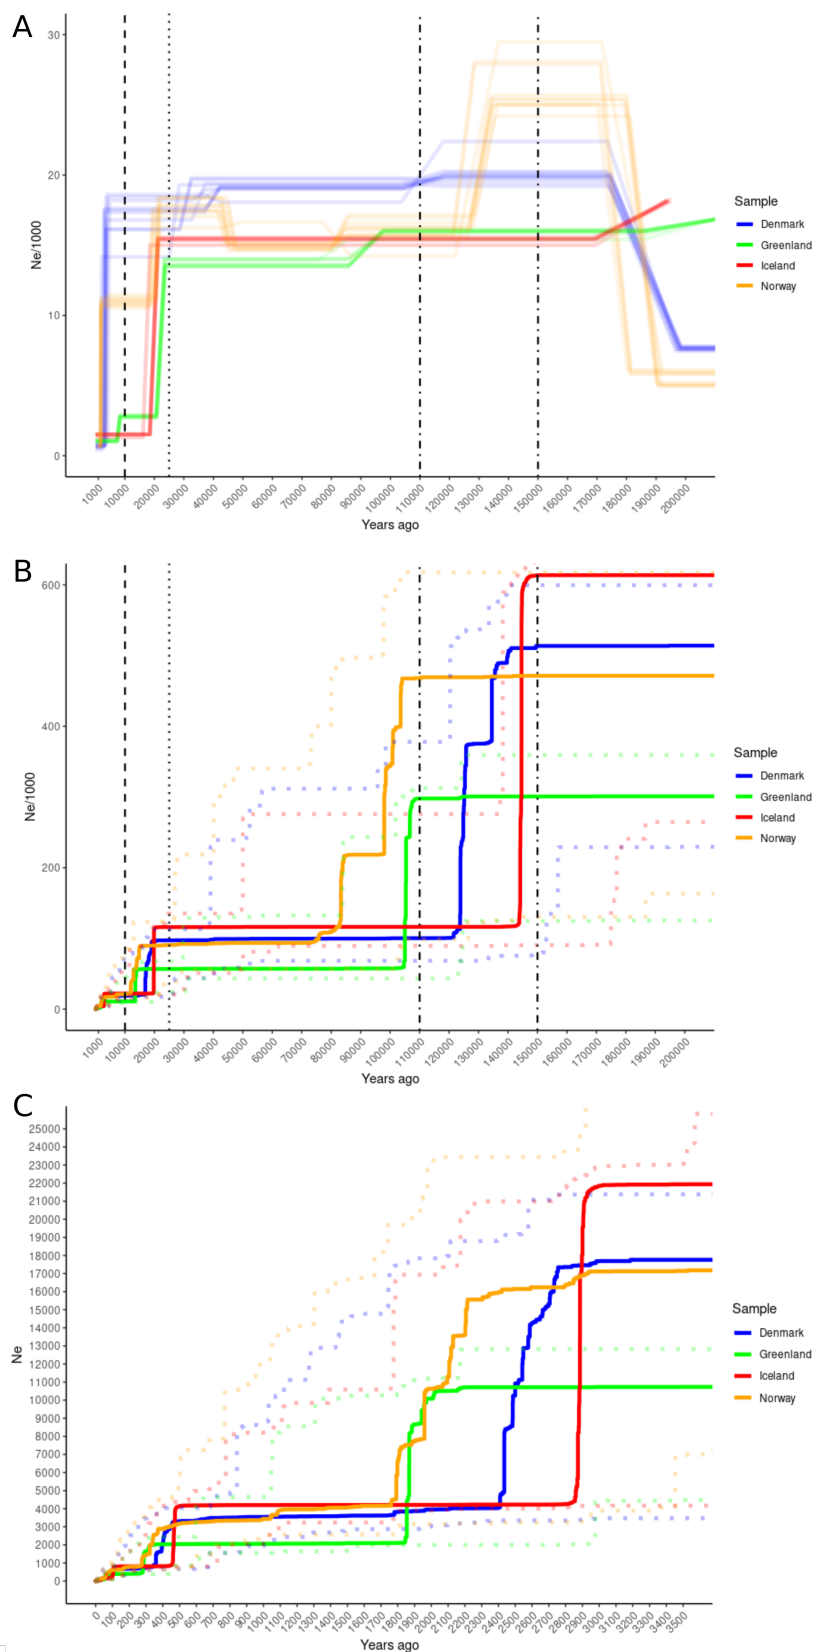 A
30
20
10
0
Ne/1000
1000 10000 20000 30000 40000 50000 60000 70000 80000 90000 100000 110000 120000 130000 140000 150000 160000 170000 180000 190000 200000
Years ago
Sample
Denmark
Greenland
Iceland
Norway
B
600
400
200
0
Ne/1000
1000 10000 20000 30000 40000 50000 60000 70000 80000 90000 100000 110000 120000 130000 140000 150000 160000 170000 180000 190000 200000
Years ago
Sample
Denmark
Greenland
Iceland
Norway
C
25000
24000
23000
22000
21000
20000
19000
18000
17000
16000
15000
14000
13000
12000
11000
10000
9000
8000
7000
6000
5000
4000
3000
2000
1000
0
Ne
0 100 200 300 400 500 600 700 800 900 1000 1100 1200 1300 1400 1500 1600 1700 1800 1900 2000 2100 2200 2300 2400 2500 2600 2700 2800 2900 3000 3100 3200 3300 3400 3500
Years ago
Sample
Denmark
Greenland
Iceland
Norway